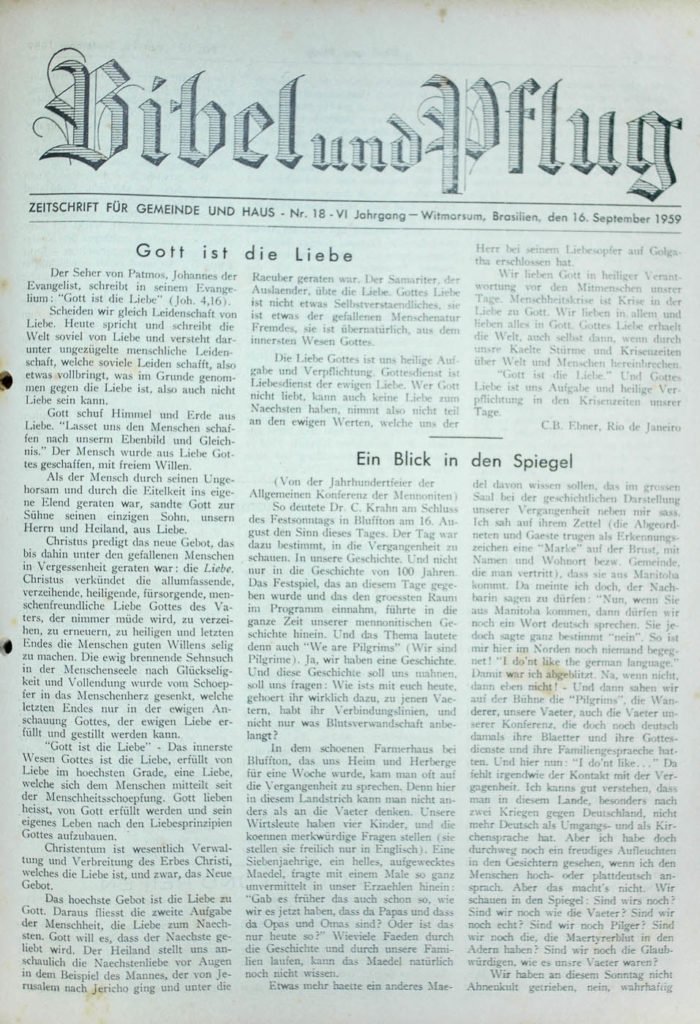 Bibel und Pflug
ZEITSCHRIFT FÜR GEMEINDE UND HAUS - Nr. 18 - VI Jahrgang — Witmarsum, Brasilien, den 16. September 1959
Gott ist die Liebe
Der Seher von Patmos, Johannes der
Evangelist, schreibt in seinem Evange-
lium: "Gott ist die Liebe" (Joh. 4,16).
Scheiden wir gleich Leidenschaft von
Liebe. Heute spricht und schreibt die
Welt soviel von Liebe und versteht dar-
unter ungezügelte menschliche Leiden-
schaft, welche soviele Leiden schafft, also
etwas vollbringt, was im Grunde genom-
men gegen die Liebe ist, also auch nicht
Liebe sein kann.
Gott schuf Himmel und Erde aus
Liebe. "Lasset uns den Menschen schaf-
fen nach unserm Ebenbild und Gleich-
nis." Der Mensch wurde aus Liebe Got-
tes geschaffen, mit freiem Willen.
Als der Mensch durch seinen Unge-
horsam und durch die Eitelkeit ins eige-
ne Elend geraten war, sandte Gott zur
Sühne seinen einzigen Sohn, unsern
Herrn und Heiland, aus Liebe.
Christus predigt das neue Gebot, das
bis dahin unter den gefallenen Menschen
in Vergessenheit geraten war: die Liebe.
Christus verkündet die allumfassende,
verzeihende, heiligende, fürsorgende, men-
schenfreundliche Liebe Gottes des Va-
ters, der nimmer müde wird, zu verzei-
hen, zu erneuern, zu heiligen und letzten
Endes die Menschen guten Willens selig
zu machen. Die ewig brennende Sehnsuch
in der Menschenseele nach Glückselig-
keit und Vollendung wurde vom Schoep-
fer in das Menschenherz gesenkt, welche
letzten Endes nur in der ewigen An-
schauung Gottes, der ewigen Liebe er-
füllt und gestillt werden kann.
"Gott ist die Liebe" - Das innerste
Wesen Gottes ist die Liebe, erfüllt von
Liebe im hoechsten Grade, eine Liebe,
welche sich dem Menschen mitteilt seit
der Menschheitsschoepfung. Gott lieben
heisst, von Gott erfüllt werden und sein
eigenes Leben nach den Liebesprinzipien
Gottes aufzubauen.
Christentum ist wesentlich Verwal-
tung und Verbreitung des Erbes Christi,
welches die Liebe ist, und zwar, das Neue
Gebot.
Das hoechste Gebot ist die Liebe zu
Gott. Daraus fliesst die zweite Aufgabe
der Menschheit, die Liebe zum Naech-
sten. Gott will es, dass der Naechste ge-
liebt wird. Der Heiland stellt uns an-
schaulich die Naechstenliebe vor Augen
in dem Beispiel des Mannes, der von Je-
rusalem nach Jericho ging und unter die
Raeuber geraten war. Der Samariter, der
Auslaender, übte die Liebe. Gottes Liebe
ist nicht etwas Selbstverstaendliches, sie
ist etwas der gefallenen Menschenatur
Fremdes, sie ist übernatürlich, aus dem
innersten Wesen Gottes.
Die Liebe Gottes ist uns heilige Auf-
gabe und Verpflichtung. Gottesdienst ist
Liebesdienst der ewigen Liebe. Wer Gott
nicht liebt, kann auch keine Liebe zum
Naechsten haben, nimmt also nicht teil
an den ewigen Werten, welche uns der
Herr bei seinem Liebesopfer auf Golga-
tha erschlossen hat.
Wir lieben Gott in heiliger Verant-
wortung vor den Mitmenschen unsrer
Tage. Menschheitskrise ist Krise in der
Liebe zu Gott. Wir lieben in allem und
lieben alles in Gott. Gottes Liebe erhaelt
die Welt, auch selbst dann, wenn durch
unsre Kaelte Stürme und Krisenzeiten
über Welt und Menschen hereinbrechen.
"Gott ist die Liebe." Und Gottes
Liebe ist uns Aufgabe und heilige Ver-
pflichtung in den Krisenzeiten unsrer
Tage.
C.B. Ebner, Rio de Janeiro
Ein Blick in den Spiegel
(Von der Jahrhundertfeier der
Allgemeinen Konferenz der Mennoniten)
So deutete Dr. C. Krahn am Schluss
des Festsonntags in Bluffton am 16. Au-
gust den Sinn dieses Tages. Der Tag war
dazu bestimmt, in die Vergangenheit zu
schauen. In unsere Geschichte. Und nicht
nur in die Geschichte von 100 Jahren.
Das Festspiel, das an diesem Tage gege-
ben wurde und das den groessten Raum
im Programm einnahm, führte in die
ganze Zeit unserer mennonitischen Ge-
schichte hinein. Und das Thema lautete
denn auch "We are Pilgrims" (Wir sind
Pilgrime). Ja, wir haben eine Geschichte.
Und diese Geschichte soll uns mahnen,
soll uns fragen: Wie ists mit euch heute,
gehoert ihr wirklich dazu, zu jenen Vae-
tern, habt ihr Verbindungslinien, und
nicht nur was Blutsverwandschaft anbe-
langt?
In dem schoenen Farmerhaus bei
Bluffton, das uns Heim und Herberge
für eine Woche wurde, kam man oft auf
die Vergangenheit zu sprechen. Denn hier
in diesem Landstrich kann man nicht an-
ders als an die Vaeter denken. Unsere
Wirtsleute haben vier Kinder, und die
koennen merkwürdige Fragen stellen (sie
stellen sie freilich nur in Englisch). Eine
Siebenjaehrige, ein helles, aufgewecktes
Maedel, fragte mit einem Male so ganz
unvermittelt in unser Erzaehlen hinein:
"Gab es früher das auch schon so, wie
wir es jetzt haben, dass da Papas und dass
da Opas und Omas sind? Oder ist das
nur heute so?" Wieviele Faeden durch
die Geschichte und durch unsere Fami-
lien laufen, kann das Maedel natürlich
noch nicht wissen.
Etwas mehr haette ein anderes Mae-
del davon wissen sollen, das im grossen
Saal bei der geschichtlichen Darstellung
unserer Vergangenheit neben mir sass.
Ich sah auf ihrem Zettel (die Abgeord-
neten und Gaeste trugen als Erkennungs-
zeichen eine "Marke" auf der Brust, mit
Namen und Wohnort bezw. Gemeinde,
die man vertritt), dass sie aus Manitoba
kommt. Da meinte ich doch, der Nach-
barin sagen zu dürfen: "Nun, wenn Sie
aus Manitoba kommen, dann dürfen wir
noch ein Wort deutsch sprechen. Sie je-
doch sagte ganz bestimmt "nein". So ist
mir hier im Norden noch niemand begeg-
net! "I do'nt like the german language."
Damit war ich abgeblitzt. Na, wenn nicht,
dann eben nicht! - Und dann sahen wir
auf der Bühne die "Pilgrims", die Wan-
derer, unsere Vaeter, auch die Vaeter un-
serer Konferenz, die doch noch deutsch
damals ihre Blaetter und ihre Gottes-
dienste und ihre Familiengespraeche hat-
ten. Und hier nun: "I do'nt like..." Da
fehlt irgendwie der Kontakt mit der Ver-
gagenheit. Ich kanns gut verstehen, dass
man in diesem Lande, besonders nach
zwei Kriegen gegen Deutschland, nicht
mehr Deutsch als Umgangs- und als Kir-
chensprache hat. Aber ich habe doch
durchweg noch ein freudiges Aufleuchten
in den Gesichtern gesehen, wenn ich den
Menschen hoch- oder plattdeutsch an-
sprach. Aber das macht's nicht. Wir
schauen in den Spiegel: Sind wirs noch?
Sind wir noch wie die Vaeter? Sind wir
noch echt? Sind wir noch Pilger? Sind
wir noch die, die Maertyrerblut in den
Adern haben? Sind wir noch die Glaub-
würdigen, wie es unsre Vaeter waren?
Wir haben an diesem Sonntag nicht
Ahnenkult getrieben, nein, wahrhaftig